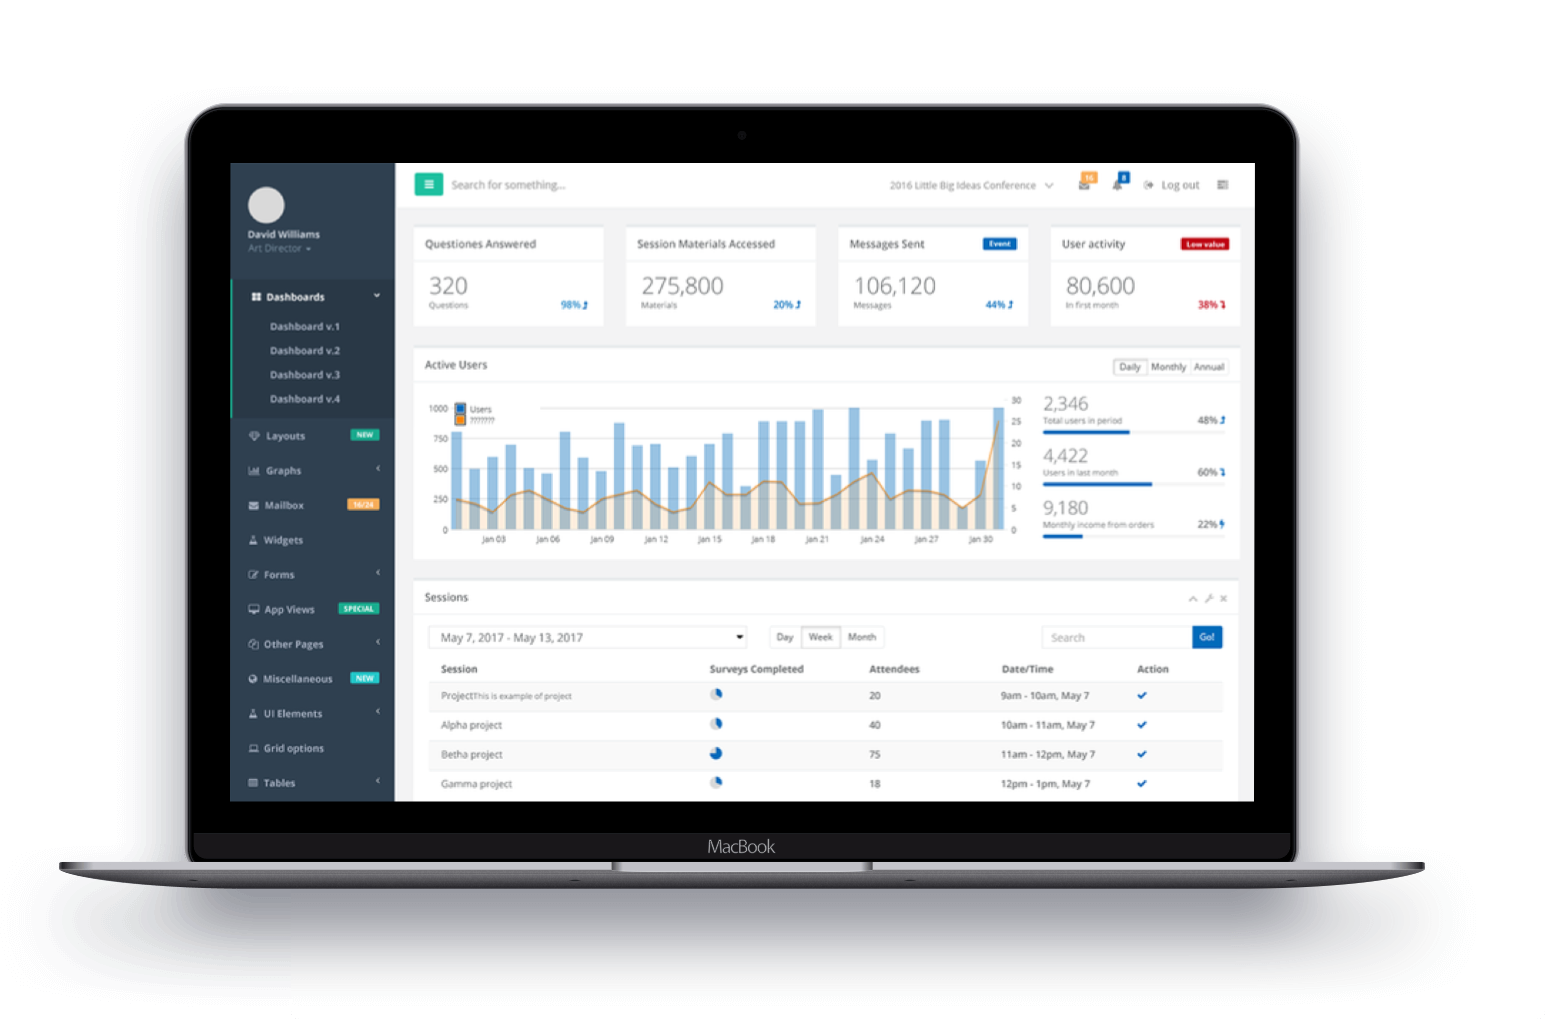 Search for something...
2016 Little Big Ideas Conference
16
8
Log out
David Williams
Art Director
Dashboards
Dashboard v.1
Dashboard v.2
Dashboard v.3
Dashboard v.4
Layouts NEW
Graphs
Mailbox 16/24
Widgets
Forms
App Views SPECIAL
Other Pages
Miscellaneous NEW
UI Elements
Grid options
Tables
Questiones Answered
320
Questions 98%
Session Materials Accessed
275,800
Materials 20%
Messages Sent Event
106,120
Messages 44%
User activity Low value
80,600
In first month 38%
Active Users
Daily Monthly Annual
Users
???????
1000
750
500
250
0
30
25
20
15
10
5
0
Jan 03 Jan 06 Jan 09 Jan 12 Jan 15 Jan 18 Jan 21 Jan 24 Jan 27 Jan 30
2,346
Total users in period 48%
4,422
Users in last month 60%
9,180
Monthly income from orders 22%
Sessions
May 7, 2017 - May 13, 2017
Day Week Month
Search Go!
Session Surveys Completed Attendees Date/Time Action
ProjectThis is example of project 20 9am - 10am, May 7
Alpha project 40 10am - 11am, May 7
Betha project 75 11am - 12pm, May 7
Gamma project 18 12pm - 1pm, May 7
MacBook